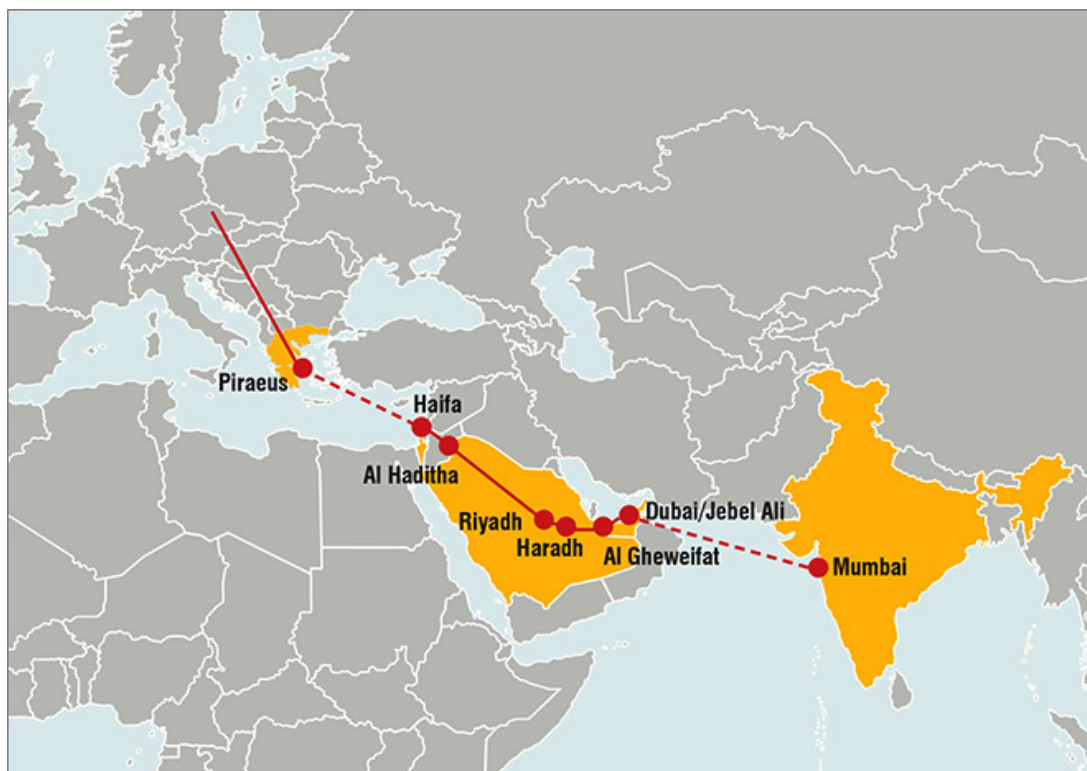 Piraeus
Haifa
Al Haditha
Riyadh
Haradh
Dubai/Jebel Ali
Al Gheweifat
Mumbai